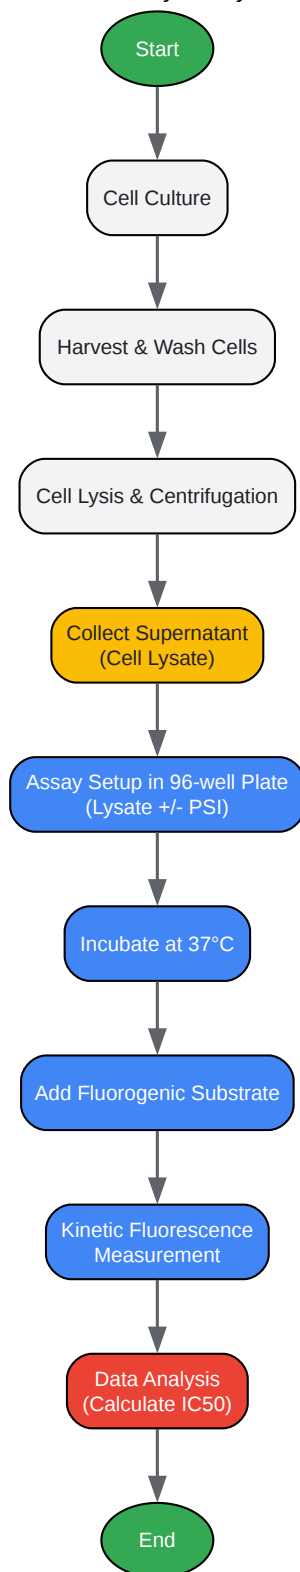 Start
Cell Culture
Harvest & Wash Cells
Cell Lysis & Centrifugation
Collect Supernatant
(Cell Lysate)
Assay Setup in 96-well Plate
(Lysate +/- PSI)
Incubate at 37°C
Add Fluorogenic Substrate
Kinetic Fluorescence
Measurement
Data Analysis
(Calculate IC50)
End